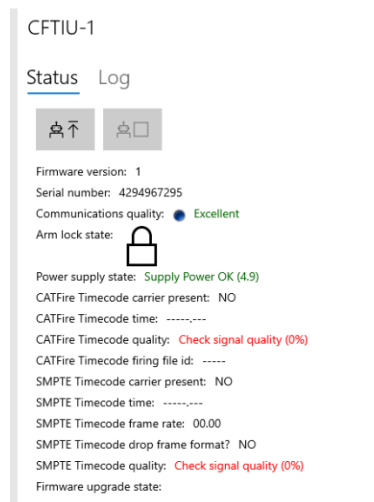 CFTIU-1
Status Log
Firmware version: 1
Serial number: 4294967295
Communications quality: Excellent
Arm lock state:
Power supply state: Supply Power OK (4.9)
CATFire Timecode carrier present: NO
CATFire Timecode time: -----.---
CATFire Timecode quality: Check signal quality (0%)
CATFire Timecode firing file id: -----
SMPTE Timecode carrier present: NO
SMPTE Timecode time: -----.---
SMPTE Timecode frame rate: 00.00
SMPTE Timecode drop frame format? NO
SMPTE Timecode quality: Check signal quality (0%)
Firmware upgrade state: